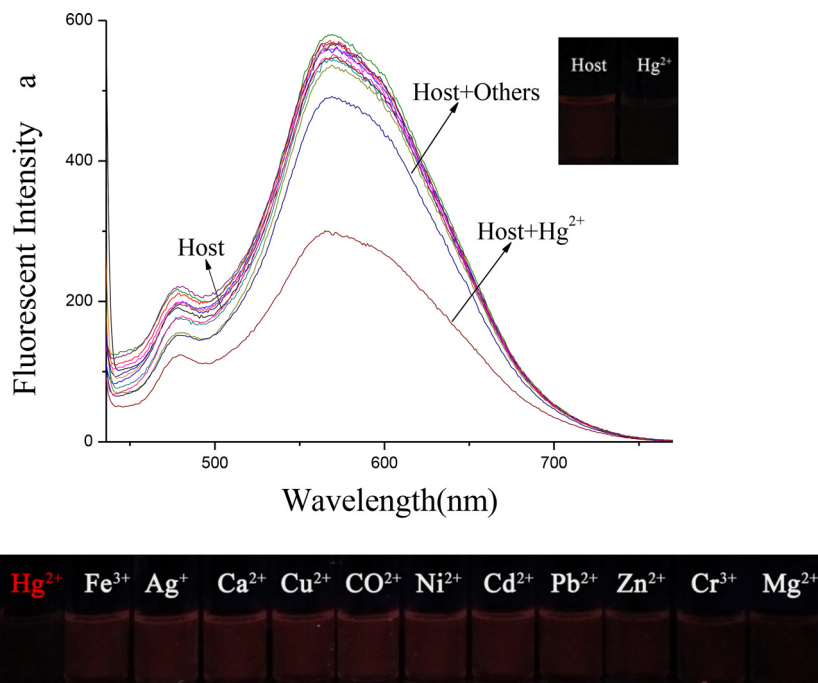 a
Fluorescent Intensity
600
400
200
0
500
600
700
Wavelength(nm)
Host
Host+Others
Host+Hg²⁺
Host Hg²⁺
Hg²⁺ Fe³⁺ Ag⁺ Ca²⁺ Cu²⁺ CO²⁺ Ni²⁺ Cd²⁺ Pb²⁺ Zn²⁺ Cr³⁺ Mg²⁺